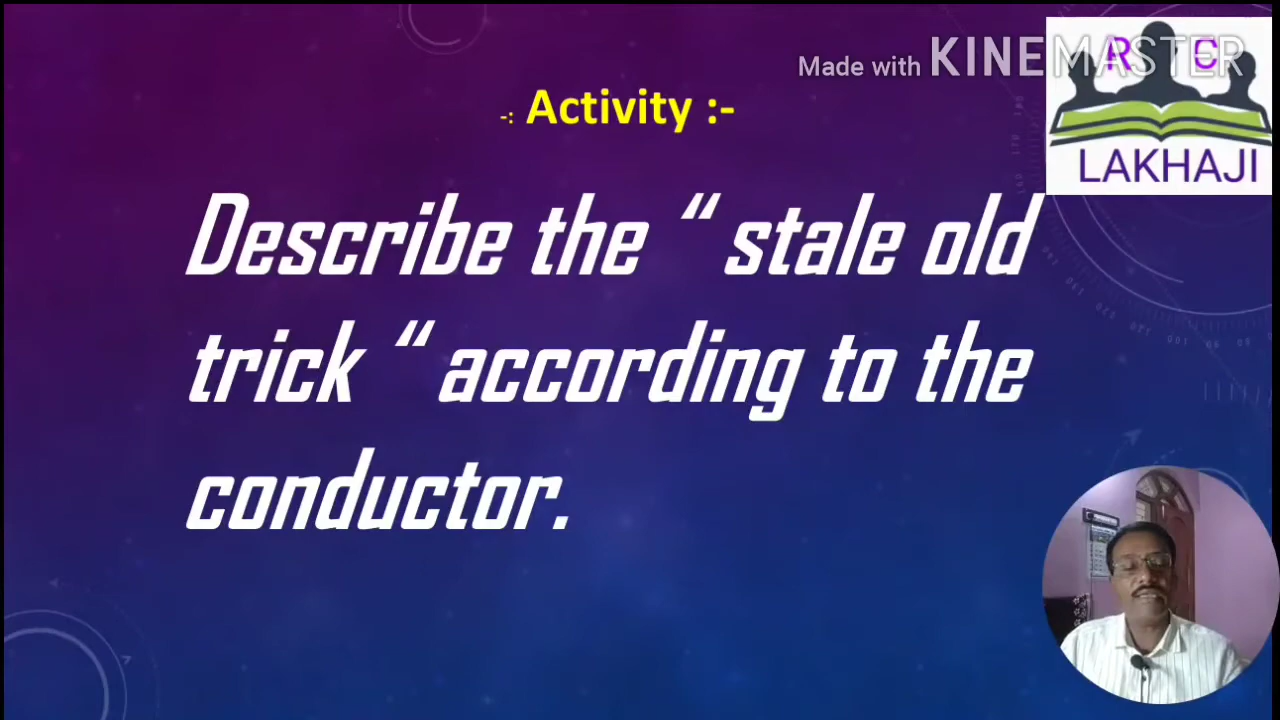 Made with KINEMASTER
R C
LAKHAJI
-: Activity :-
Describe the “ stale old
trick “ according to the
conductor.